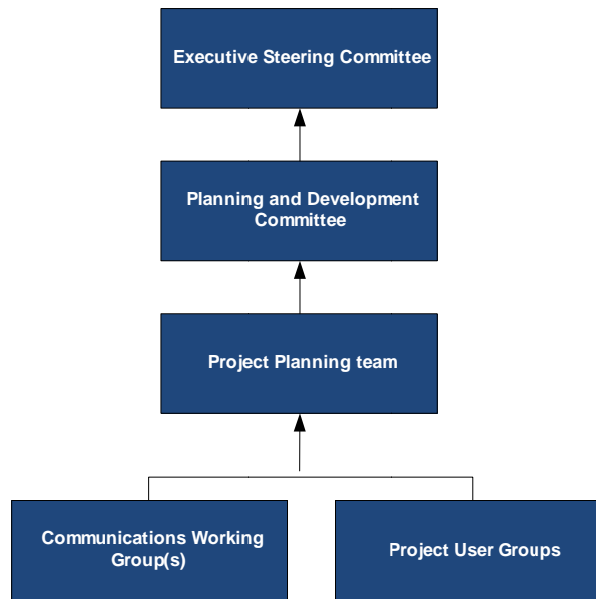 Executive Steering Committee
Planning and Development
Committee
Project Planning team
Communications Working
Group(s)
Project User Groups